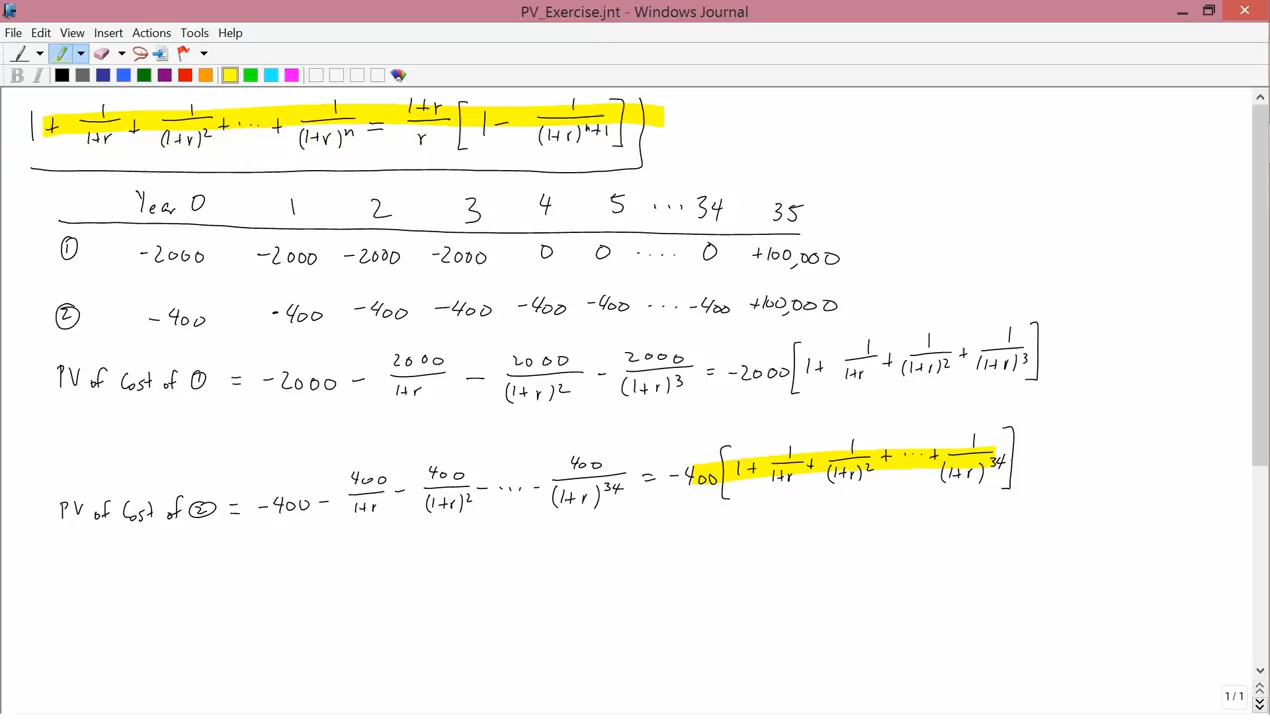 PV_Exercise.jnt - Windows Journal
File Edit View Insert Actions Tools Help
B I
1 + 1/(1+r) + 1/(1+r)^2 + ... + 1/(1+r)^n = (1+r)/r [1 - 1/(1+r)^(n+1)]
Year 0 1 2 3 4 5 ... 34 35
① -2000 -2000 -2000 -2000 0 0 .... 0 +100,000
② -400 -400 -400 -400 -400 -400 ... -400 +100,000
PV of Cost of ① = -2000 - 2000/(1+r) - 2000/(1+r)^2 - 2000/(1+r)^3 = -2000 [1 + 1/(1+r) + 1/(1+r)^2 + 1/(1+r)^3]
PV of Cost of ② = -400 - 400/(1+r) - 400/(1+r)^2 - ... - 400/(1+r)^34 = -400 [1 + 1/(1+r) + 1/(1+r)^2 + ... + 1/(1+r)^34]
1 / 1